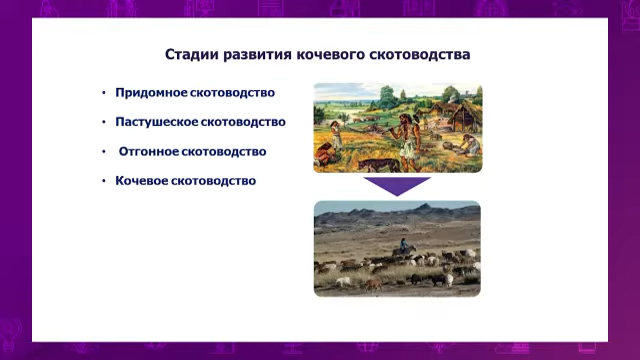 Стадии развития кочевого скотоводства
• Придомное скотоводство
• Пастушеское скотоводство
• Отгонное скотоводство
• Кочевое скотоводство